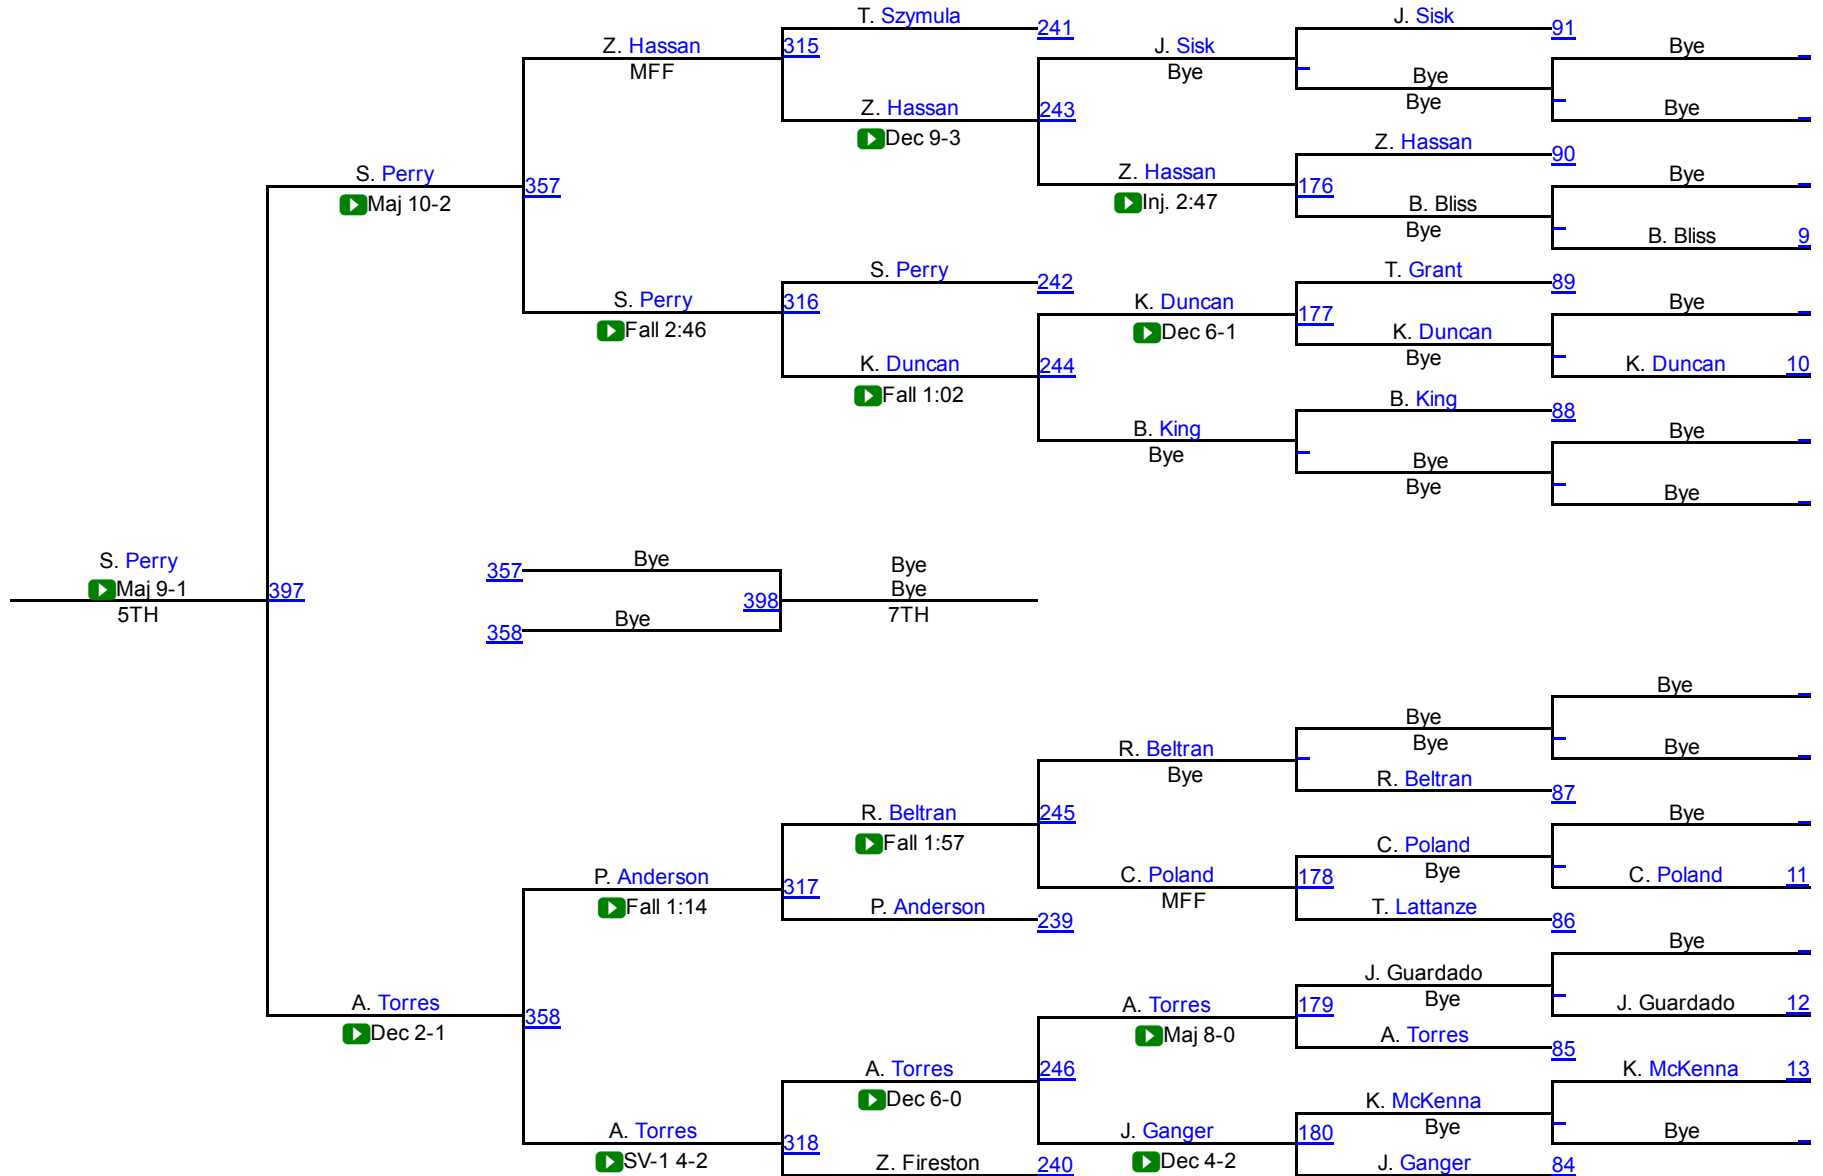 T. Szymula
241
J. Sisk
91
Z. Hassan
MFF
315
J. Sisk
Bye
Bye
Bye
Bye
Z. Hassan
Dec 9-3
243
Bye
Z. Hassan
90
S. Perry
Maj 10-2
357
Z. Hassan
Inj. 2:47
176
B. Bliss
Bye
Bye
B. Bliss
9
S. Perry
242
T. Grant
89
S. Perry
Fall 2:46
316
K. Duncan
Dec 6-1
177
K. Duncan
Bye
Bye
K. Duncan
Fall 1:02
244
K. Duncan
10
B. King
88
B. King
Bye
Bye
Bye
Bye
Bye
S. Perry
Maj 9-1
5TH
397
357
Bye
358
Bye
398
Bye
Bye
7TH
Bye
Bye
Bye
Bye
R. Beltran
Bye
R. Beltran
87
R. Beltran
Fall 1:57
245
Bye
C. Poland
Bye
P. Anderson
Fall 1:14
317
C. Poland
MFF
178
C. Poland
11
P. Anderson
239
T. Lattanze
86
Bye
J. Guardado
Bye
A. Torres
Dec 2-1
358
A. Torres
Maj 8-0
179
J. Guardado
12
A. Torres
85
A. Torres
Dec 6-0
246
K. McKenna
13
K. McKenna
Bye
A. Torres
SV-1 4-2
318
J. Ganger
Dec 4-2
180
Bye
Z. Fireston
240
J. Ganger
84